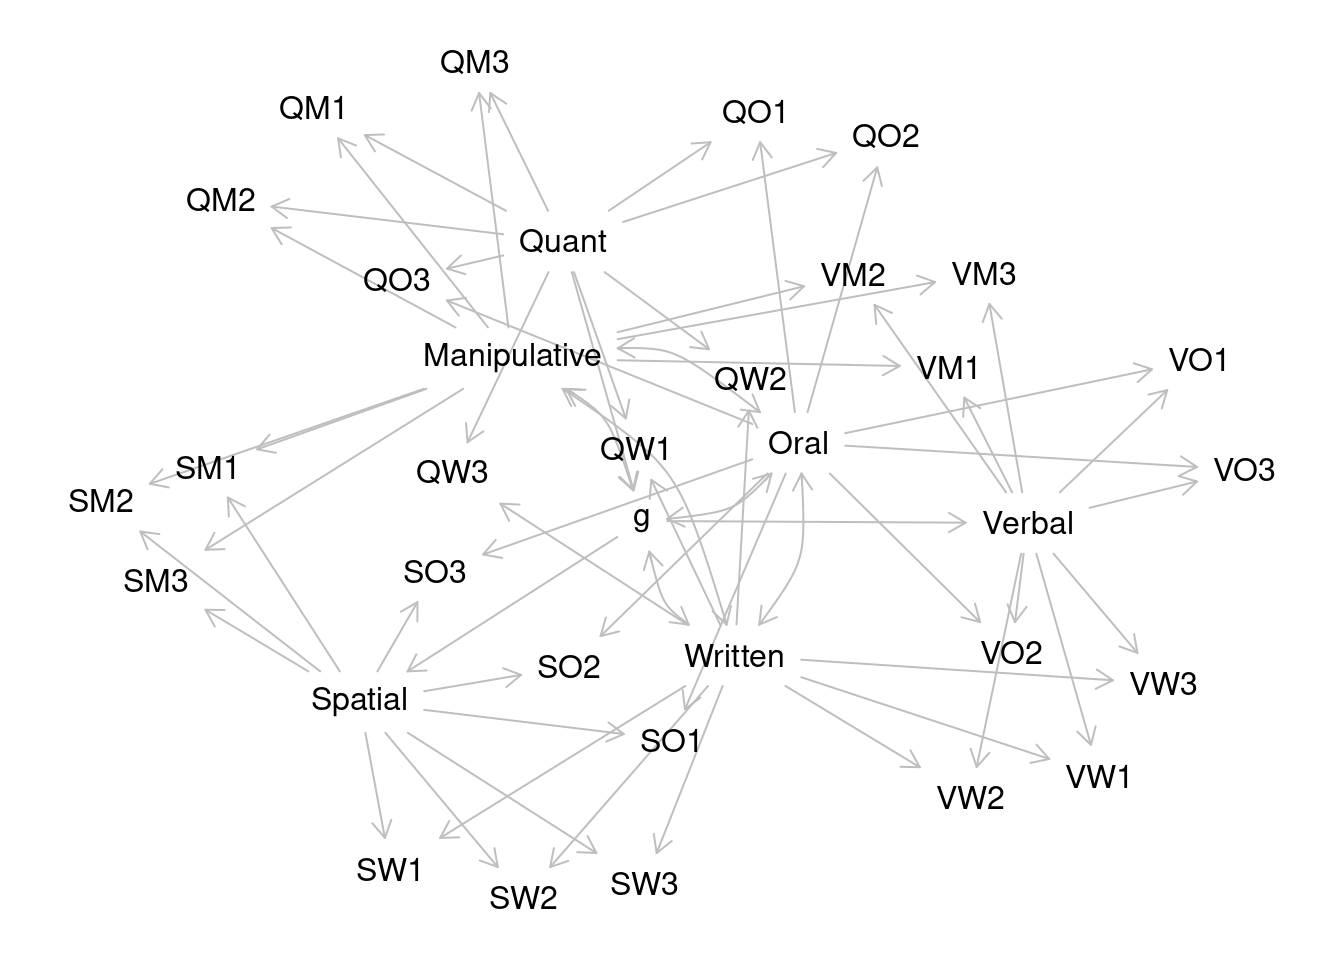 QM3
QM1
QO1
QO2
QM2
Quant
QO3
VM2
VM3
Manipulative
VO1
VM1
QW2
Oral
QW1
SM1
QW3
VO3
SM2
g
Verbal
SO3
SM3
VO2
Written
SO2
VW3
Spatial
SO1
VW1
VW2
SW1
SW3
SW2